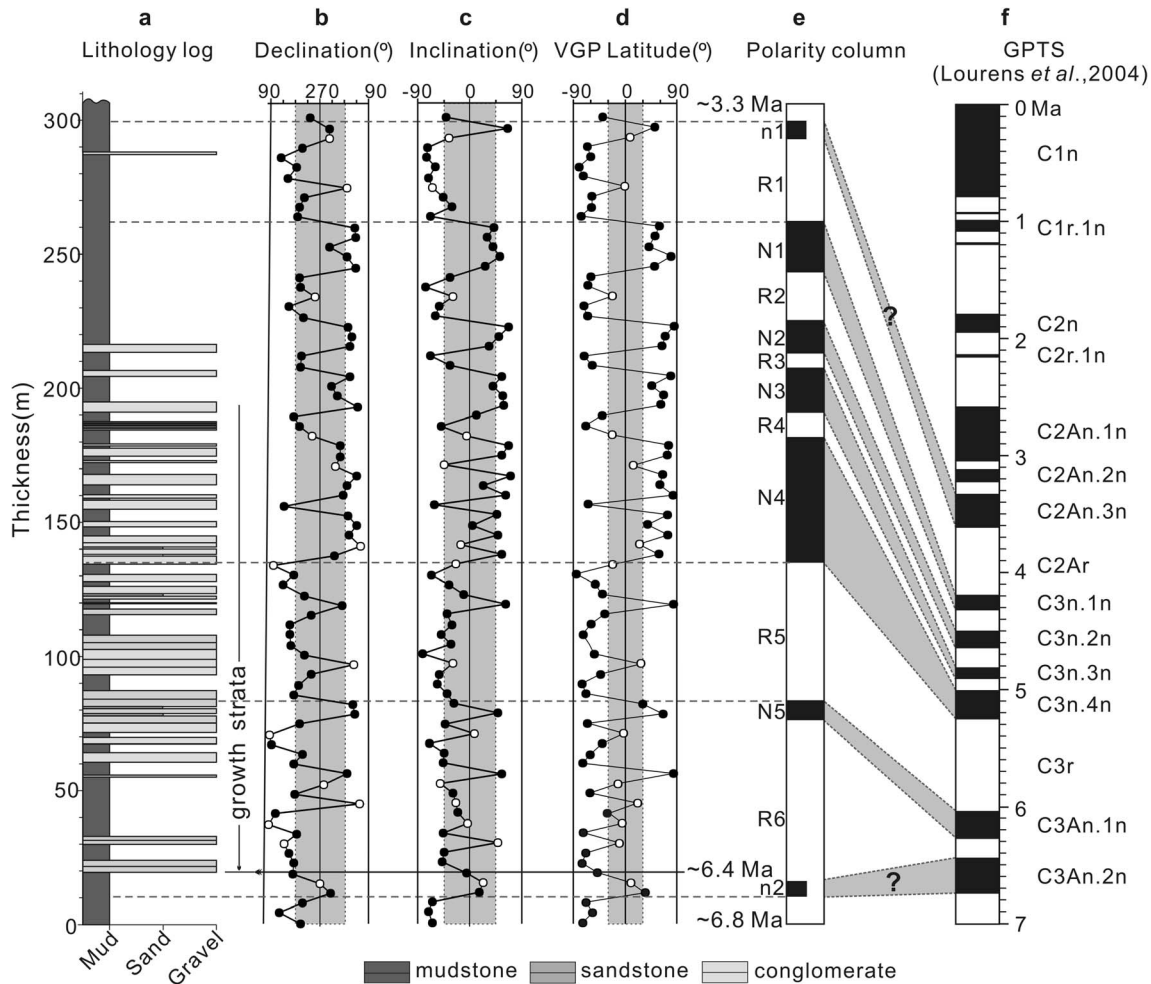 a b c d e f
Lithology log Declination(º) Inclination(º) VGP Latitude(º) Polarity column GPTS
(Lourens et al.,2004)
90 270 90 -90 0 90 -90 0 90
~3.3 Ma
0 Ma
300
n1
C1n
R1
1
C1r.1n
250
N1
R2
C2n
2
C2r.1n
N2
R3
200
N3
?
C2An.1n
R4
3
C2An.2n
Thickness(m)
N4
C2An.3n
150
4
C2Ar
C3n.1n
R5
C3n.2n
100
C3n.3n
growth strata
5
C3n.4n
N5
C3r
50
R6
6
C3An.1n
~6.4 Ma
n2
?
C3An.2n
0
~6.8 Ma
7
Mud
Sand
Gravel
mudstone sandstone conglomerate